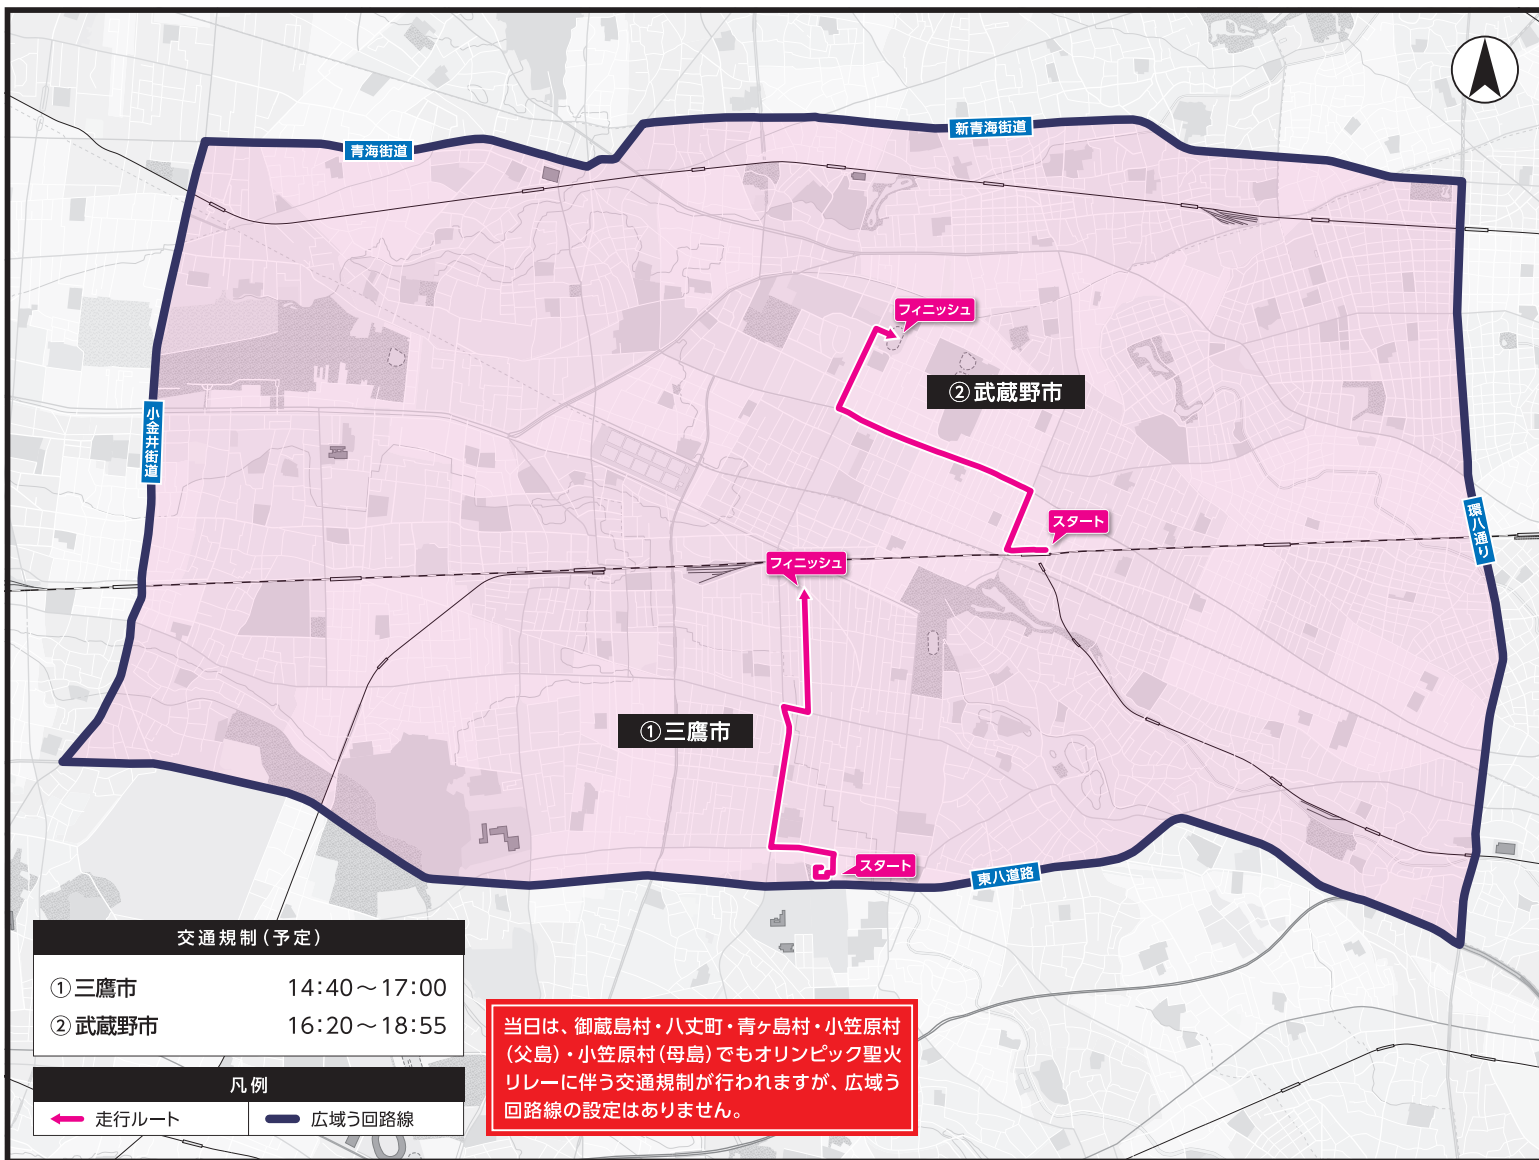 新青海街道
青海街道
フィニッシュ
②武蔵野市
小金井街道
スタート
環八通り
フィニッシュ
①三鷹市
スタート
東八道路
交通規制(予定)
①三鷹市 14:40～17:00
②武蔵野市 16:20～18:55
凡例
走行ルート 広域う回路線
当日は、御蔵島村・八丈町・青ヶ島村・小笠原村
(父島)・小笠原村(母島)でもオリンピック聖火
リレーに伴う交通規制が行われますが、広域う
回路線の設定はありません。